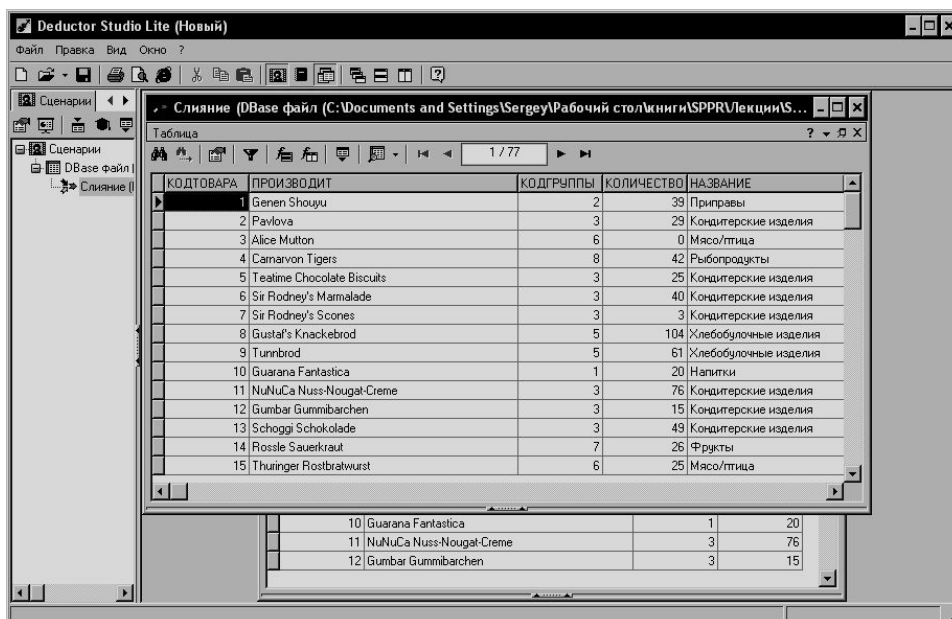 Deductor Studio Lite (Новый)
Файл Правка Вид Окно ?
Сценарии
Сценарии
DBase файл (
Слияние (
Слияние (DBase файл (C:\Documents and Settings\Sergey\Рабочий стол\книги\SPPR\Лекции\S...
Таблица
1 / 77
КОДТОВАРА ПРОИЗВОДИТ КОДГРУППЫ КОЛИЧЕСТВО НАЗВАНИЕ
1 Genen Shouyu 2 39 Приправы
2 Pavlova 3 29 Кондитерские изделия
3 Alice Mutton 6 0 Мясо/птица
4 Carnarvon Tigers 8 42 Рыбопродукты
5 Teatime Chocolate Biscuits 3 25 Кондитерские изделия
6 Sir Rodney's Marmalade 3 40 Кондитерские изделия
7 Sir Rodney's Scones 3 3 Кондитерские изделия
8 Gustaf's Knackebrod 5 104 Хлебобулочные изделия
9 Tunnbrod 5 61 Хлебобулочные изделия
10 Guarana Fantastica 1 20 Напитки
11 NuNuCa Nuss-Nougat-Creme 3 76 Кондитерские изделия
12 Gumbar Gummibarchen 3 15 Кондитерские изделия
13 Schoggi Schokolade 3 49 Кондитерские изделия
14 Rossle Sauerkraut 7 26 Фрукты
15 Thuringer Rostbratwurst 6 25 Мясо/птица
10 Guarana Fantastica 1 20
11 NuNuCa Nuss-Nougat-Creme 3 76
12 Gumbar Gummibarchen 3 15